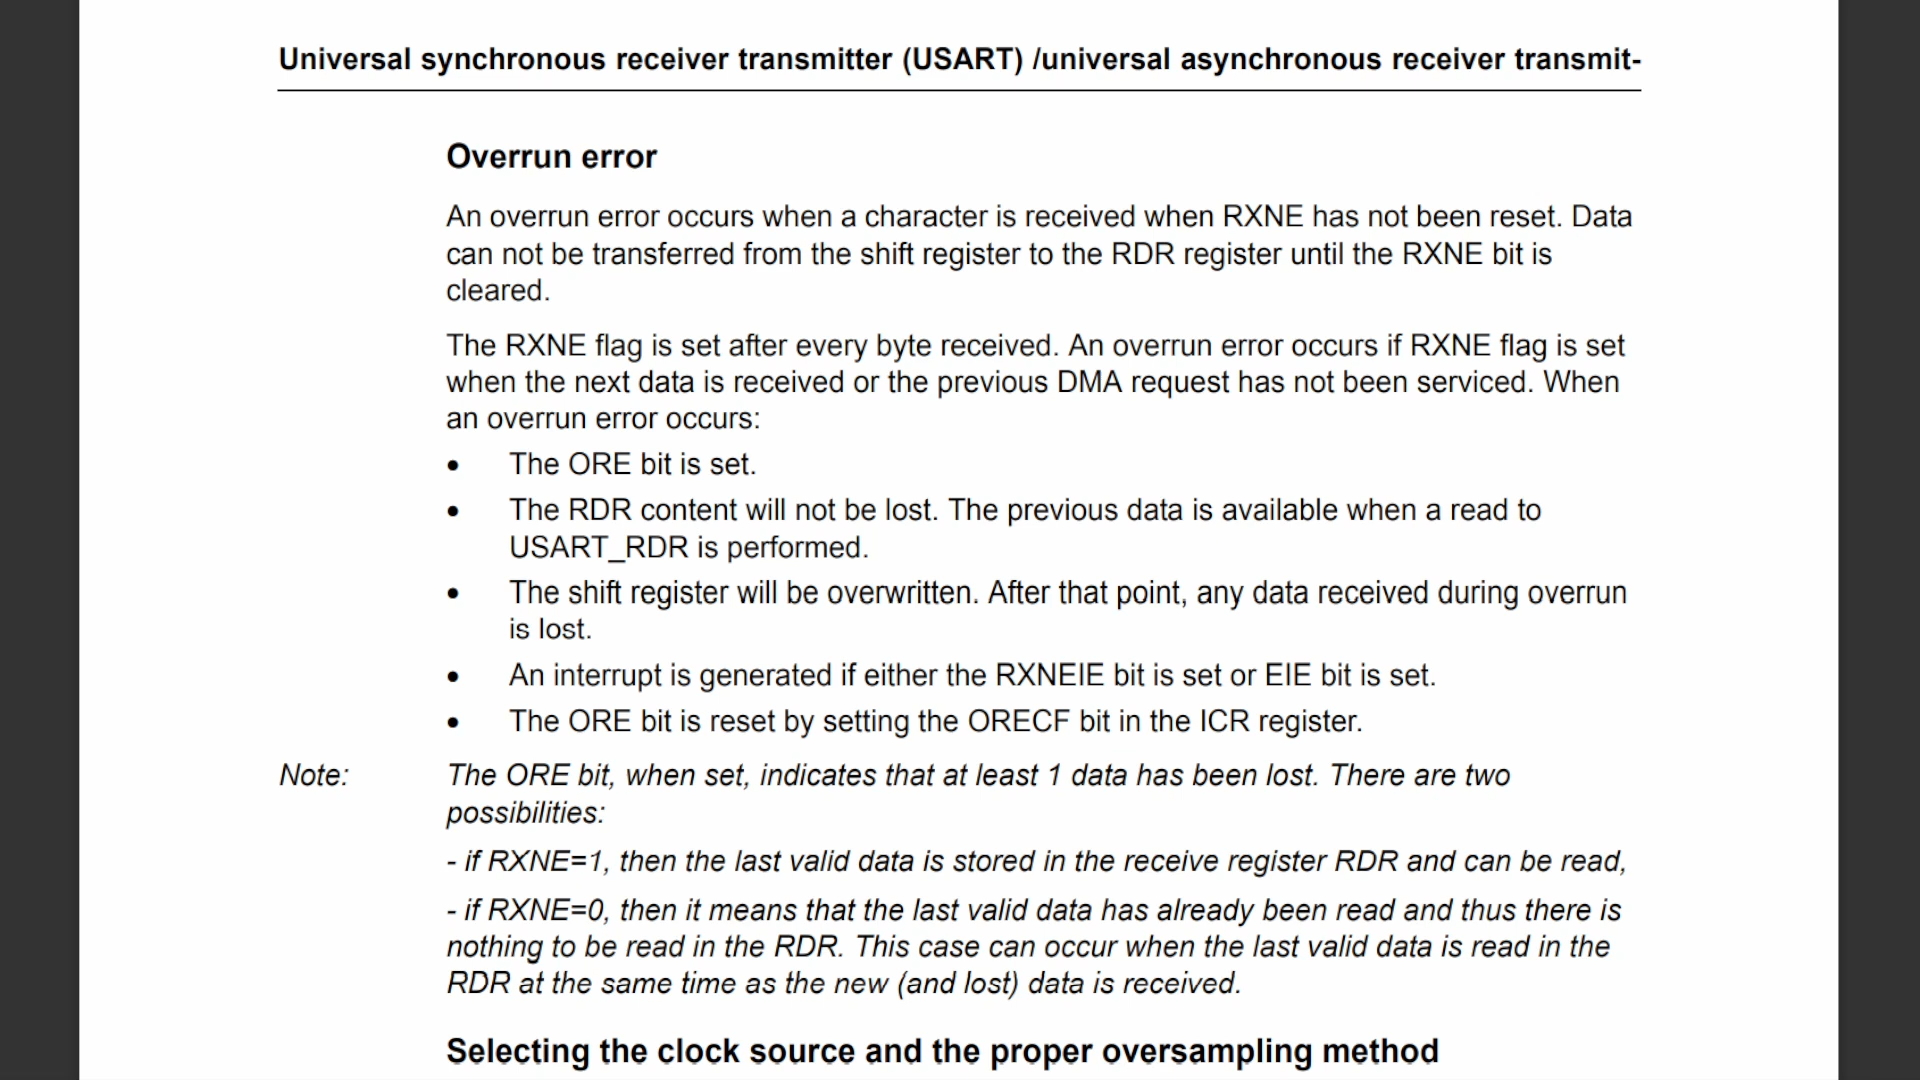 Universal synchronous receiver transmitter (USART) /universal asynchronous receiver transmit-
Overrun error
An overrun error occurs when a character is received when RXNE has not been reset. Data
can not be transferred from the shift register to the RDR register until the RXNE bit is
cleared.
The RXNE flag is set after every byte received. An overrun error occurs if RXNE flag is set
when the next data is received or the previous DMA request has not been serviced. When
an overrun error occurs:
• The ORE bit is set.
• The RDR content will not be lost. The previous data is available when a read to
USART_RDR is performed.
• The shift register will be overwritten. After that point, any data received during overrun
is lost.
• An interrupt is generated if either the RXNEIE bit is set or EIE bit is set.
• The ORE bit is reset by setting the ORECF bit in the ICR register.
Note: The ORE bit, when set, indicates that at least 1 data has been lost. There are two
possibilities:
- if RXNE=1, then the last valid data is stored in the receive register RDR and can be read,
- if RXNE=0, then it means that the last valid data has already been read and thus there is
nothing to be read in the RDR. This case can occur when the last valid data is read in the
RDR at the same time as the new (and lost) data is received.
Selecting the clock source and the proper oversampling method